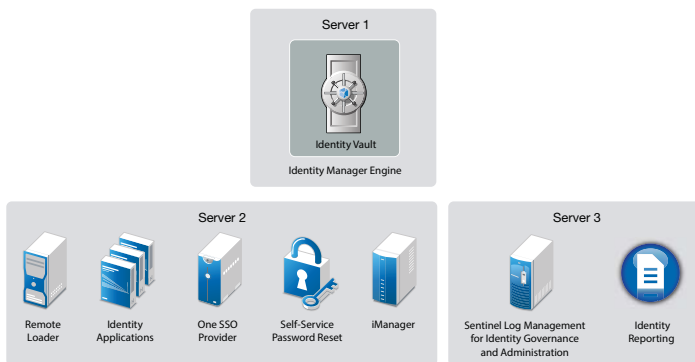 Server 1
Identity Vault
Identity Manager Engine
Server 2
Remote
Loader
Identity
Applications
One SSO
Provider
Self-Service
Password Reset
iManager
Server 3
Sentinel Log Management
for Identity Governance
and Administration
Identity
Reporting